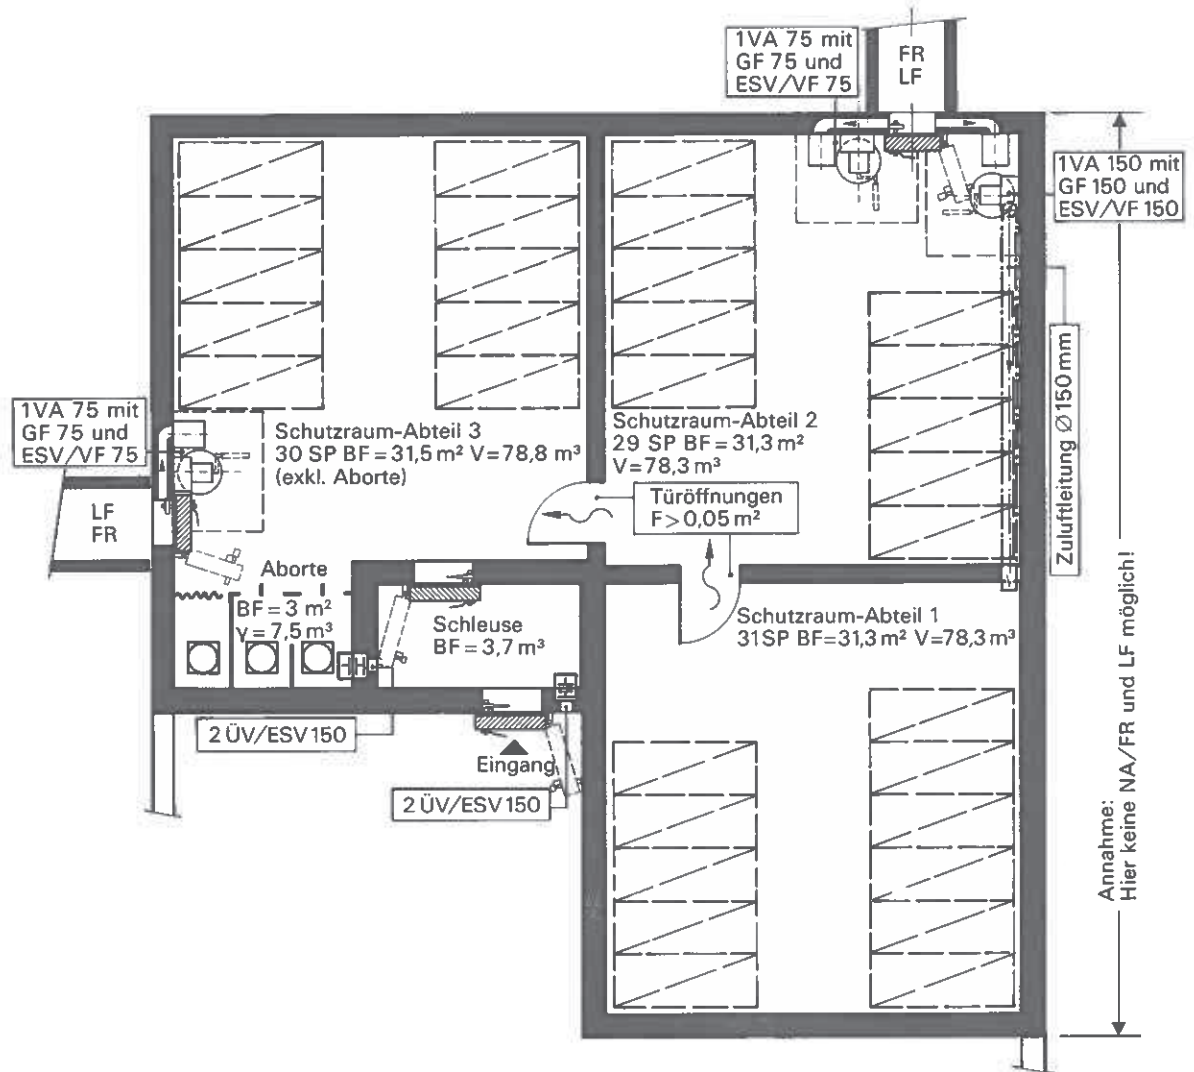 1VA 75 mit
GF 75 und
ESV/VF 75
FR
LF
1VA 150 mit
GF 150 und
ESV/VF 150
Zuluftleitung Ø 150 mm
1VA 75 mit
GF 75 und
ESV/VF 75
LF
FR
Schutzraum-Abteil 3
30 SP BF = 31,5 m² V=78,8 m³
(exkl. Aborte)
Schutzraum-Abteil 2
29 SP BF = 31,3 m²
V=78,3 m³
Türöffnungen
F > 0,05 m²
Aborte
BF = 3 m²
γ = 7,5 m³
Schleuse
BF = 3,7 m³
Schutzraum-Abteil 1
31SP BF=31,3 m² V=78,3 m³
2 ÜV/ESV 150
Eingang
2 ÜV/ESV 150
Annahme:
Hier keine NA/FR und LF möglich!